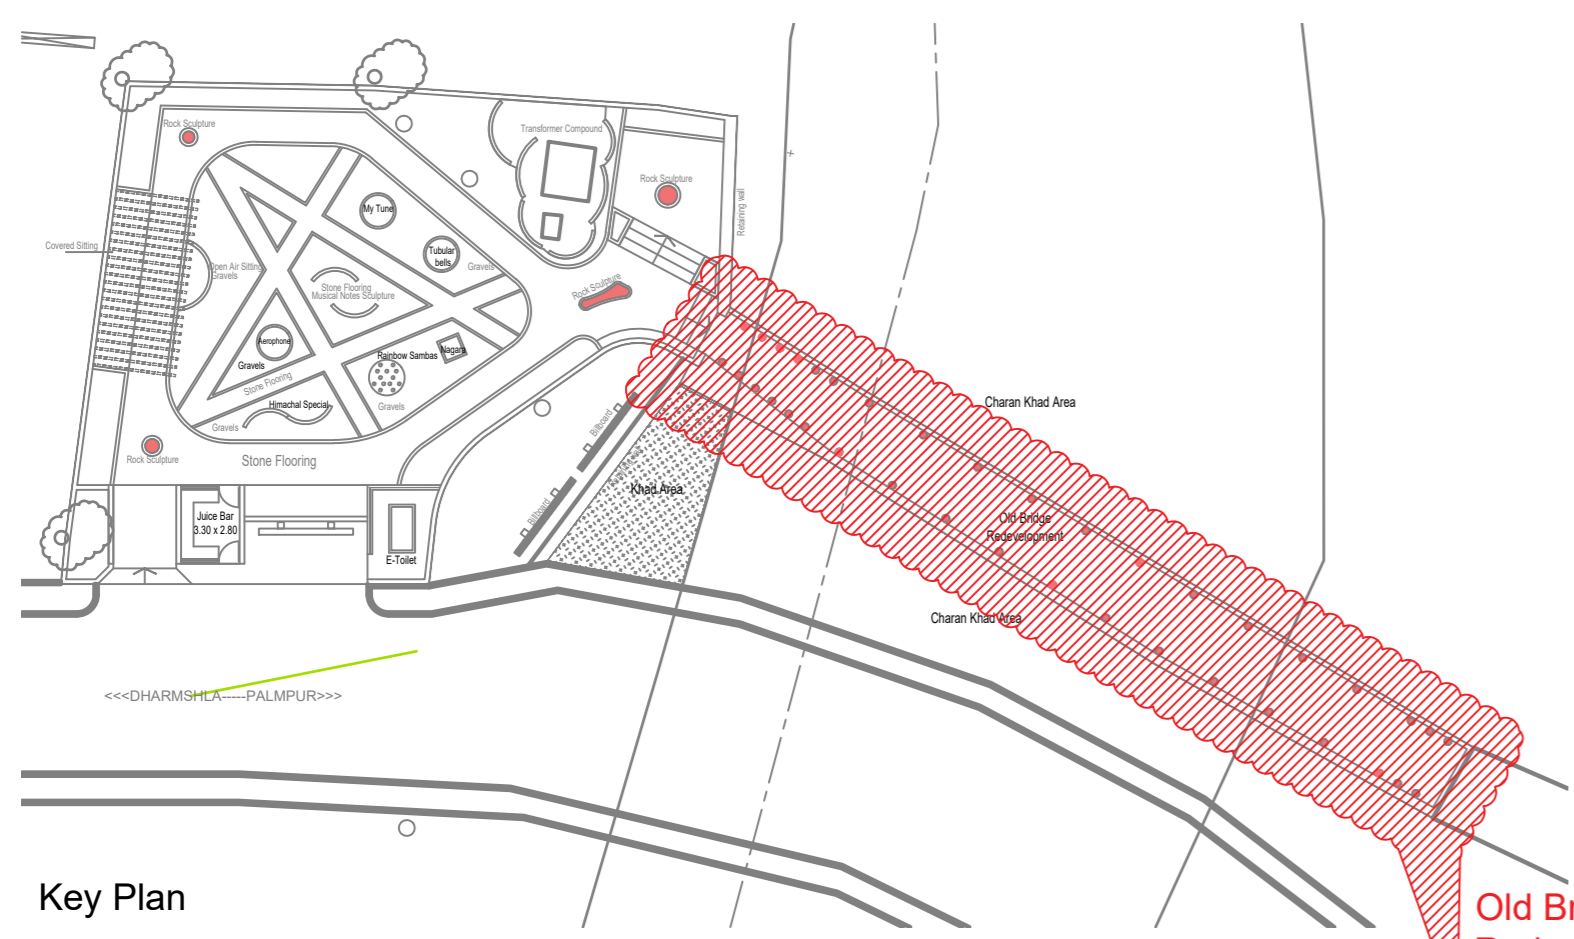 Rock Sculpture
Transformer Compound
Rock Sculpture
Retaining wall
My Tune
Covered Sitting
Tubular
bells
Open Air Sitting
Gravels
Gravels
Stone Flooring
Musical Notes Sculpture
Rock Sculpture
Aerophone
Gravels
Rainbow Sambas
Nagara
Stone Flooring
Himachal Special
Gravels
Gravels
Charan Khad Area
Billboard
Rock Sculpture
Stone Flooring
Khad Area
Billboard
Juice Bar
3.30 x 2.80
Old Bridge
Redevelopment
E-Toilet
Charan Khad Area
<<<DHARMSHLA-----PALMPUR>>>
Key Plan
Old Br